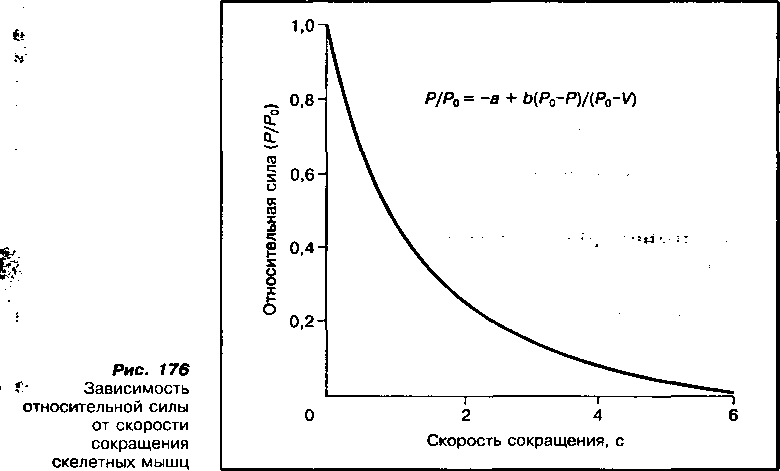 1,0
0,8
0,6
0,4
0,2
Относительная сила (P/P₀)
P/P₀ = –a + b(P₀–P)/(P₀–V)
0
2
4
6
Скорость сокращения, с
Рис. 176
Зависимость
относительной силы
от скорости
сокращения
скелетных мышц